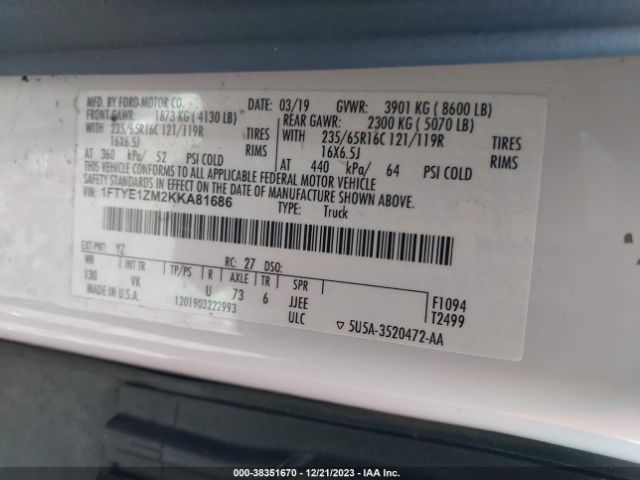 MFD. BY FORD-MOTOR CO. DATE: 03/19 GVWR: 3901 KG ( 8600 LB)
FRONT GAWR: 1873 KG ( 4130 LB) REAR GAWR: 2300 KG ( 5070 LB)
WITH 235/65R16C 121/119R TIRES WITH 235/65R16C 121/119R TIRES
16X6.5J RIMS 16X6.5J RIMS
AT 360 kPa/ 52 PSI COLD AT 440 kPa/ 64 PSI COLD
THIS VEHICLE CONFORMS TO ALL APPLICABLE FEDERAL MOTOR VEHICLE
SAFETY STANDARDS IN EFFECT ON THE DATE OF MANUFACTURE SHOWN ABOVE.
1FTYE1ZM2KKA81686 TYPE: Truck
EXT PNT: YZ RC: 27 DSO:
WB INT TR TP/PS R AXLE TR SPR
130 VK U 73 6 JJEE F1094
MADE IN U.S.A. 1201903222993 ULC T2499
▽ 5U5A-3520472-AA
000-38351670 - 12/21/2023 - IAA Inc.